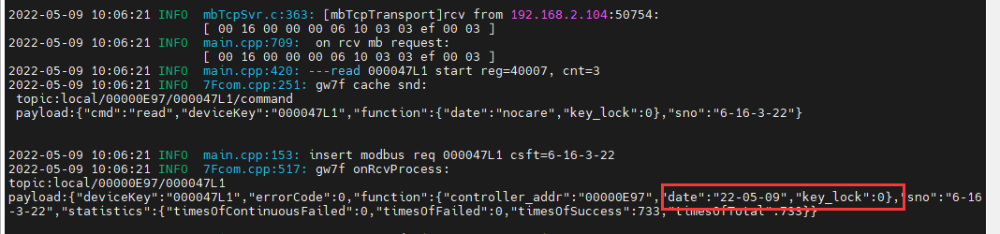 2022-05-09 10:06:21 INFO  mbTcpSvr.c:363: [mbTcpTransport]rcv from 192.168.2.104:50754:
[ 00 16 00 00 00 06 10 03 03 ef 00 03 ]
2022-05-09 10:06:21 INFO  main.cpp:709:  on rcv mb request:
[ 00 16 00 00 00 06 10 03 03 ef 00 03 ]
2022-05-09 10:06:21 INFO  main.cpp:420: ---read 000047L1 start reg=40007, cnt=3
2022-05-09 10:06:21 INFO  7Fcom.cpp:251: gw7f cache snd:
topic:local/00000E97/000047L1/command
payload:{"cmd":"read","deviceKey":"000047L1","function":{"date":"nocare","key_lock":0},"sno":"6-16-3-22"}
2022-05-09 10:06:21 INFO  main.cpp:153: insert modbus req 000047L1 csft=6-16-3-22
2022-05-09 10:06:21 INFO  7Fcom.cpp:517: gw7f onRcvProcess:
topic:local/00000E97/000047L1
payload:{"deviceKey":"000047L1","errorCode":0,"function":{"controller_addr":"00000E97","date":"22-05-09","key_lock":0},"sno":"6-16
-3-22","statistics":{"timesOfContinuousFailed":0,"timesOfFailed":0,"timesOfSuccess":733,"timesOfTotal":733}}